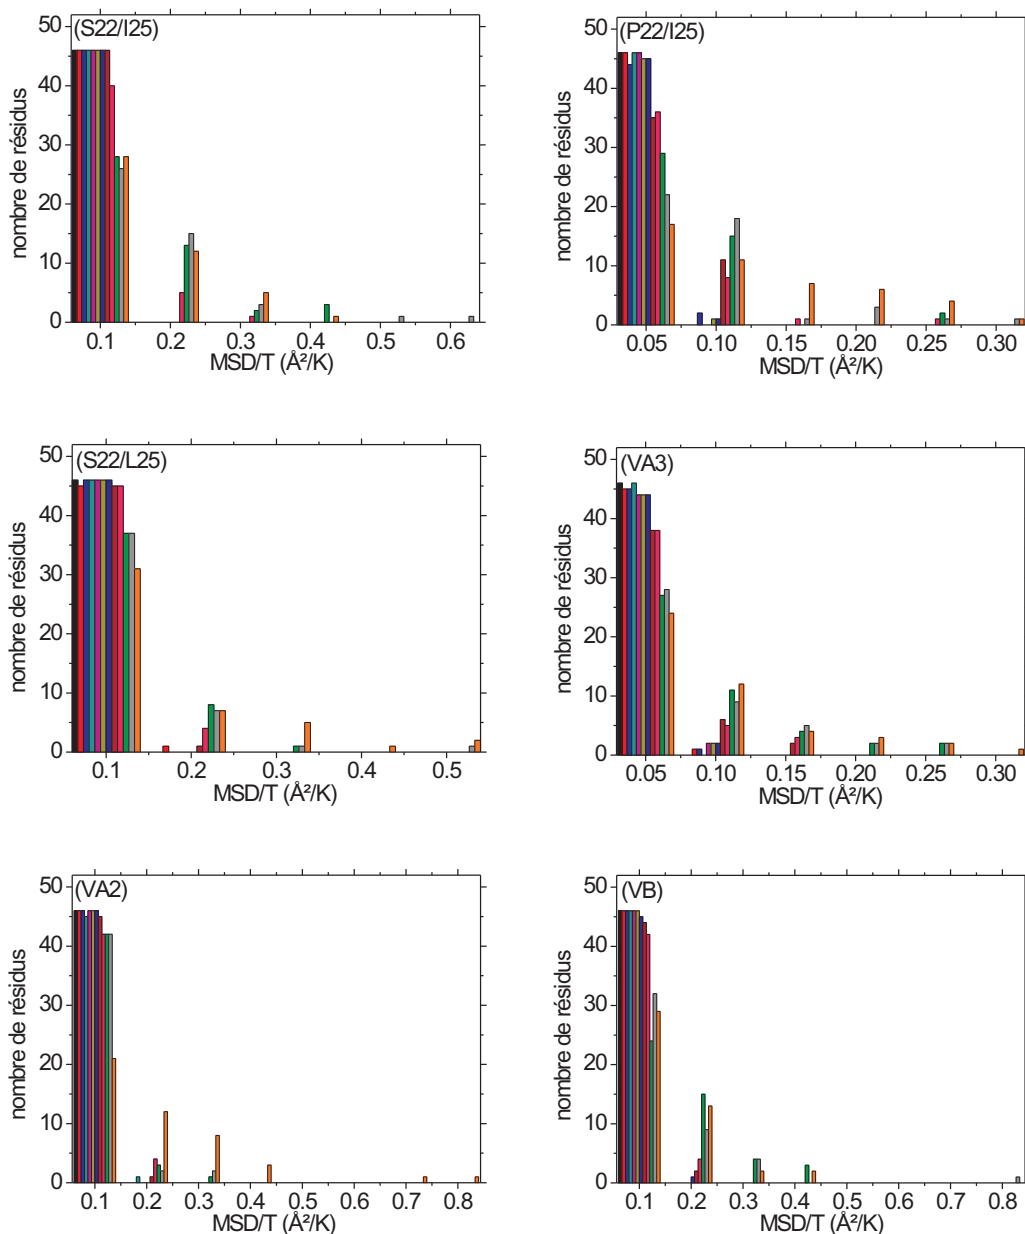 (S22/I25)
nombre de résidus
50
40
30
20
10
0
0.1 0.2 0.3 0.4 0.5 0.6
MSD/T (Å²/K)
(P22/I25)
nombre de résidus
50
40
30
20
10
0
0.05 0.10 0.15 0.20 0.25 0.30
MSD/T (Å²/K)
(S22/L25)
nombre de résidus
50
40
30
20
10
0
0.1 0.2 0.3 0.4 0.5
MSD/T (Å²/K)
(VA3)
nombre de résidus
50
40
30
20
10
0
0.05 0.10 0.15 0.20 0.25 0.30
MSD/T (Å²/K)
(VA2)
nombre de résidus
50
40
30
20
10
0
0.1 0.2 0.3 0.4 0.5 0.6 0.7 0.8
MSD/T (Å²/K)
(VB)
nombre de résidus
50
40
30
20
10
0
0.1 0.2 0.3 0.4 0.5 0.6 0.7 0.8
MSD/T (Å²/K)